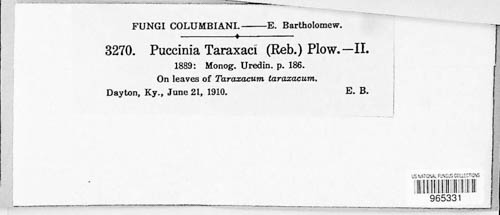 FUNGI COLUMBIANI.——E. Bartholomew.
3270. Puccinia Taraxaci (Reb.) Plow.—II.
1889: Monog. Uredin. p. 186.
On leaves of Taraxacum taraxacum.
Dayton, Ky., June 21, 1910. E. B.
US NATIONAL FUNGUS COLLECTIONS
965331